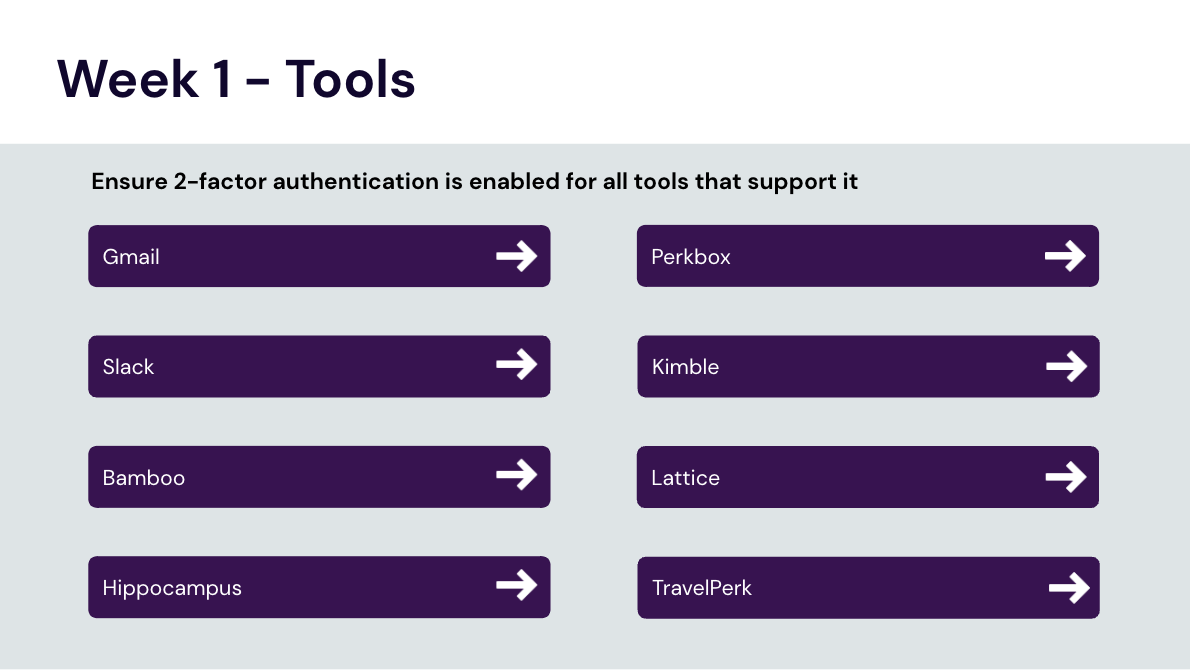 Week 1 – Tools
Ensure 2-factor authentication is enabled for all tools that support it
Gmail
Perkbox
Slack
Kimble
Bamboo
Lattice
Hippocampus
TravelPerk